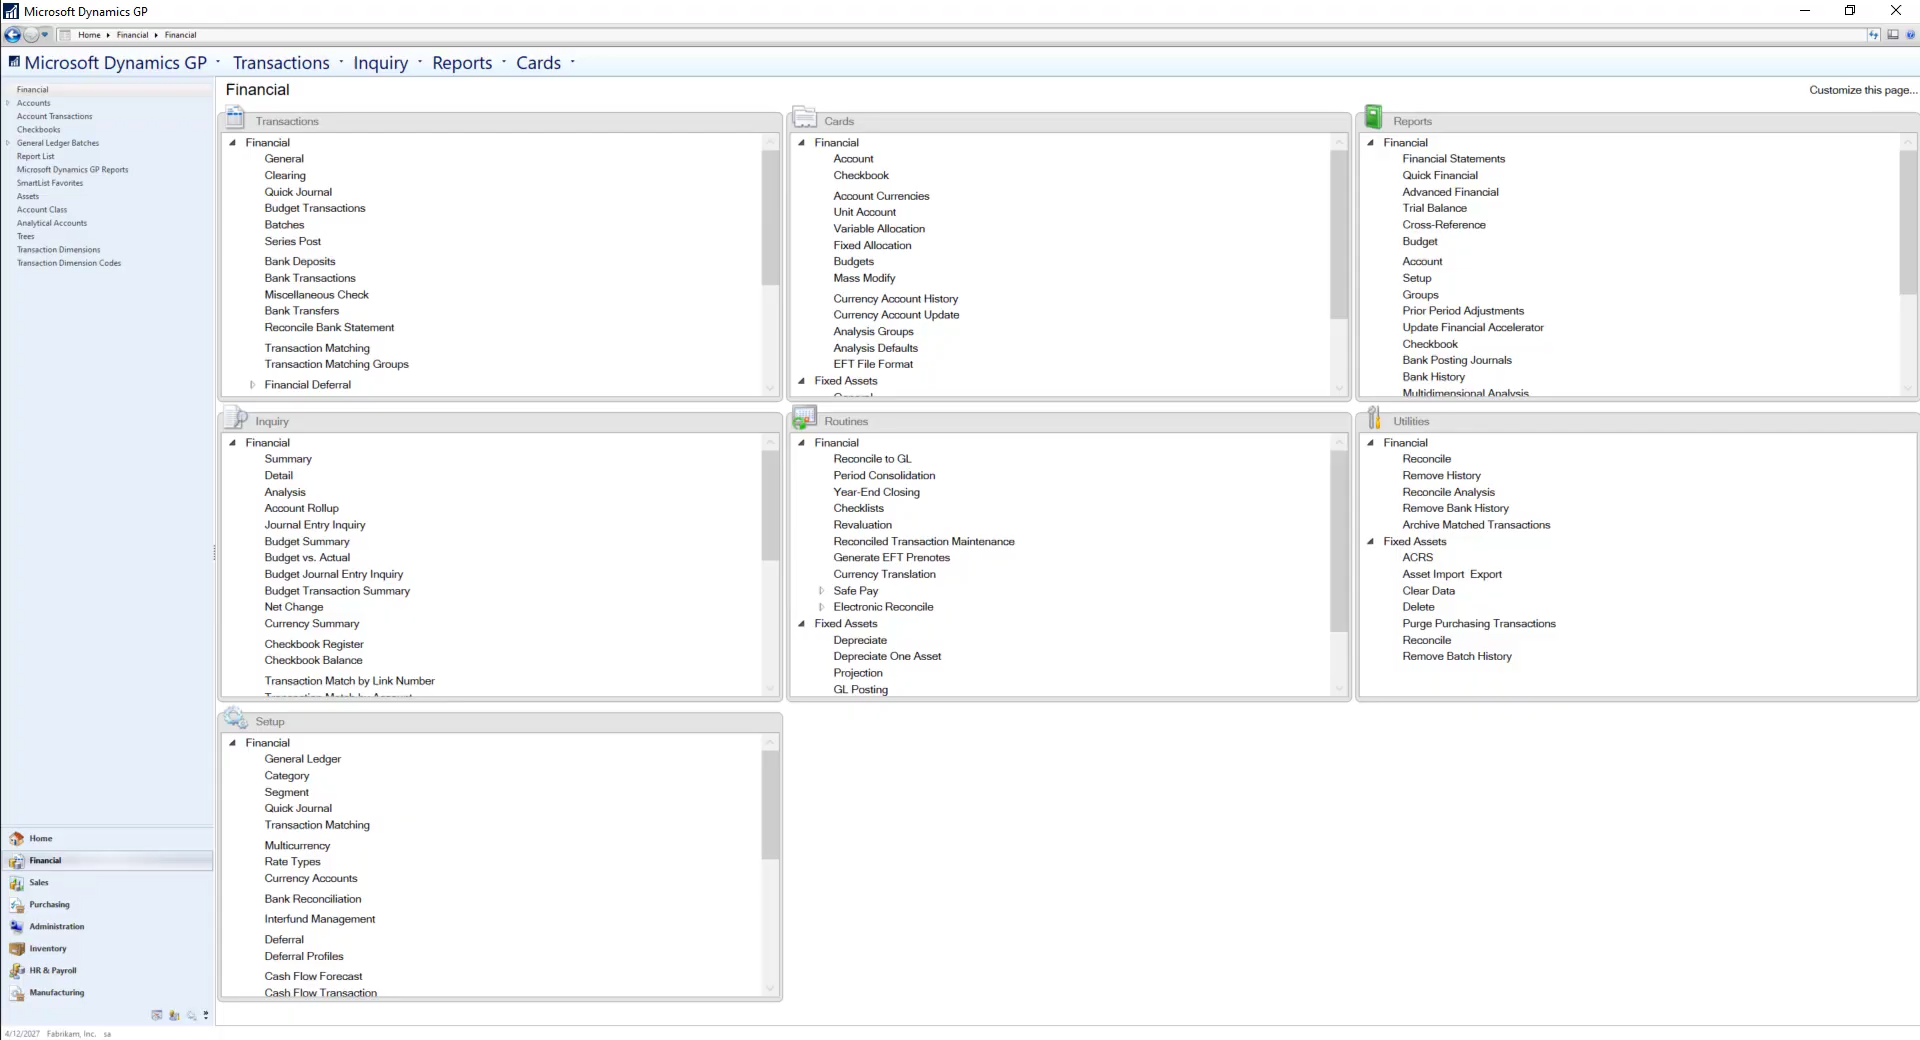 Microsoft Dynamics GP
Home Financial Financial
Microsoft Dynamics GP Transactions Inquiry Reports Cards
Financial
Accounts
Account Transactions
Checkbooks
General Ledger Batches
Report List
Microsoft Dynamics GP Reports
SmartList Favorites
Assets
Account Class
Analytical Accounts
Trees
Transaction Dimensions
Transaction Dimension Codes
Home
Financial
Sales
Purchasing
Administration
Inventory
HR & Payroll
Manufacturing
Financial
Customize this page...
Transactions
Financial
General
Clearing
Quick Journal
Budget Transactions
Batches
Series Post
Bank Deposits
Bank Transactions
Miscellaneous Check
Bank Transfers
Reconcile Bank Statement
Transaction Matching
Transaction Matching Groups
Financial Deferral
Cards
Financial
Account
Checkbook
Account Currencies
Unit Account
Variable Allocation
Fixed Allocation
Budgets
Mass Modify
Currency Account History
Currency Account Update
Analysis Groups
Analysis Defaults
EFT File Format
Fixed Assets
General
Reports
Financial
Financial Statements
Quick Financial
Advanced Financial
Trial Balance
Cross-Reference
Budget
Account
Setup
Groups
Prior Period Adjustments
Update Financial Accelerator
Checkbook
Bank Posting Journals
Bank History
Multidimensional Analysis
Inquiry
Financial
Summary
Detail
Analysis
Account Rollup
Journal Entry Inquiry
Budget Summary
Budget vs. Actual
Budget Journal Entry Inquiry
Budget Transaction Summary
Net Change
Currency Summary
Checkbook Register
Checkbook Balance
Transaction Match by Link Number
Transaction Match by Account
Routines
Financial
Reconcile to GL
Period Consolidation
Year-End Closing
Checklists
Revaluation
Reconciled Transaction Maintenance
Generate EFT Prenotes
Currency Translation
Safe Pay
Electronic Reconcile
Fixed Assets
Depreciate
Depreciate One Asset
Projection
GL Posting
Utilities
Financial
Reconcile
Remove History
Reconcile Analysis
Remove Bank History
Archive Matched Transactions
Fixed Assets
ACRS
Asset Import Export
Clear Data
Delete
Purge Purchasing Transactions
Reconcile
Remove Batch History
Setup
Financial
General Ledger
Category
Segment
Quick Journal
Transaction Matching
Multicurrency
Rate Types
Currency Accounts
Bank Reconciliation
Interfund Management
Deferral
Deferral Profiles
Cash Flow Forecast
Cash Flow Transaction
4/12/2027 Fabrikam, Inc. sa